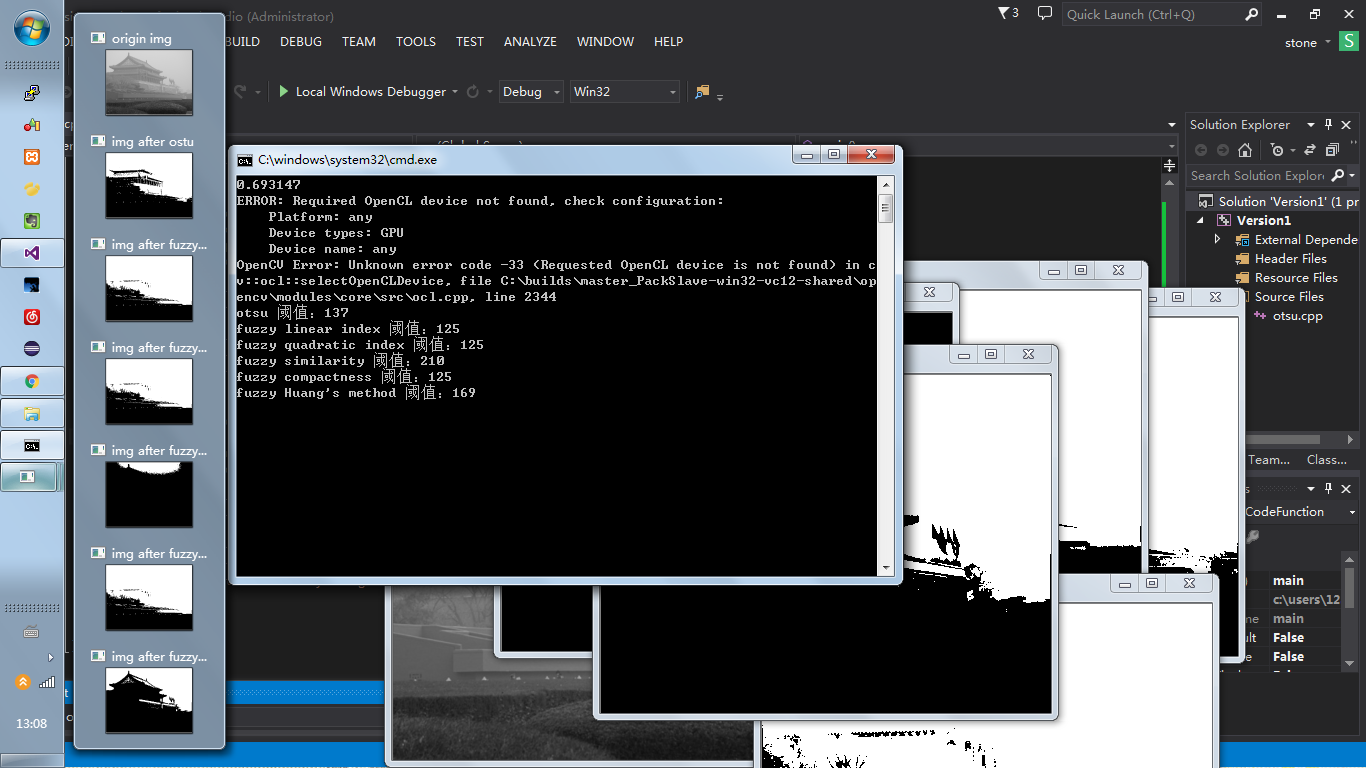 dio (Administrator)
3
Quick Launch (Ctrl+Q)
BUILD DEBUG TEAM TOOLS TEST ANALYZE WINDOW HELP
stone
S
Local Windows Debugger
Debug
Win32
origin img
img after ostu
img after fuzzy...
img after fuzzy...
img after fuzzy...
img after fuzzy...
img after fuzzy...
13:08
C:\windows\system32\cmd.exe
0.693147
ERROR: Required OpenCL device not found, check configuration:
Platform: any
Device types: GPU
Device name: any
OpenCV Error: Unknown error code -33 (Requested OpenCL device is not found) in c
v::ocl::selectOpenCLDevice, file C:\builds\master_PackSlave-win32-vc12-shared\op
encv\modules\core\src\ocl.cpp, line 2344
otsu 阈值：137
fuzzy linear index 阈值：125
fuzzy quadratic index 阈值：125
fuzzy similarity 阈值：210
fuzzy compactness 阈值：125
fuzzy Huang's method 阈值：169
Solution Explorer
Search Solution Explore
Solution 'Version1' (1 pr
Version1
External Depende
Header Files
Resource Files
Source Files
otsu.cpp
Team... Class...
CodeFunction
main
c:\users\12
main
False
False